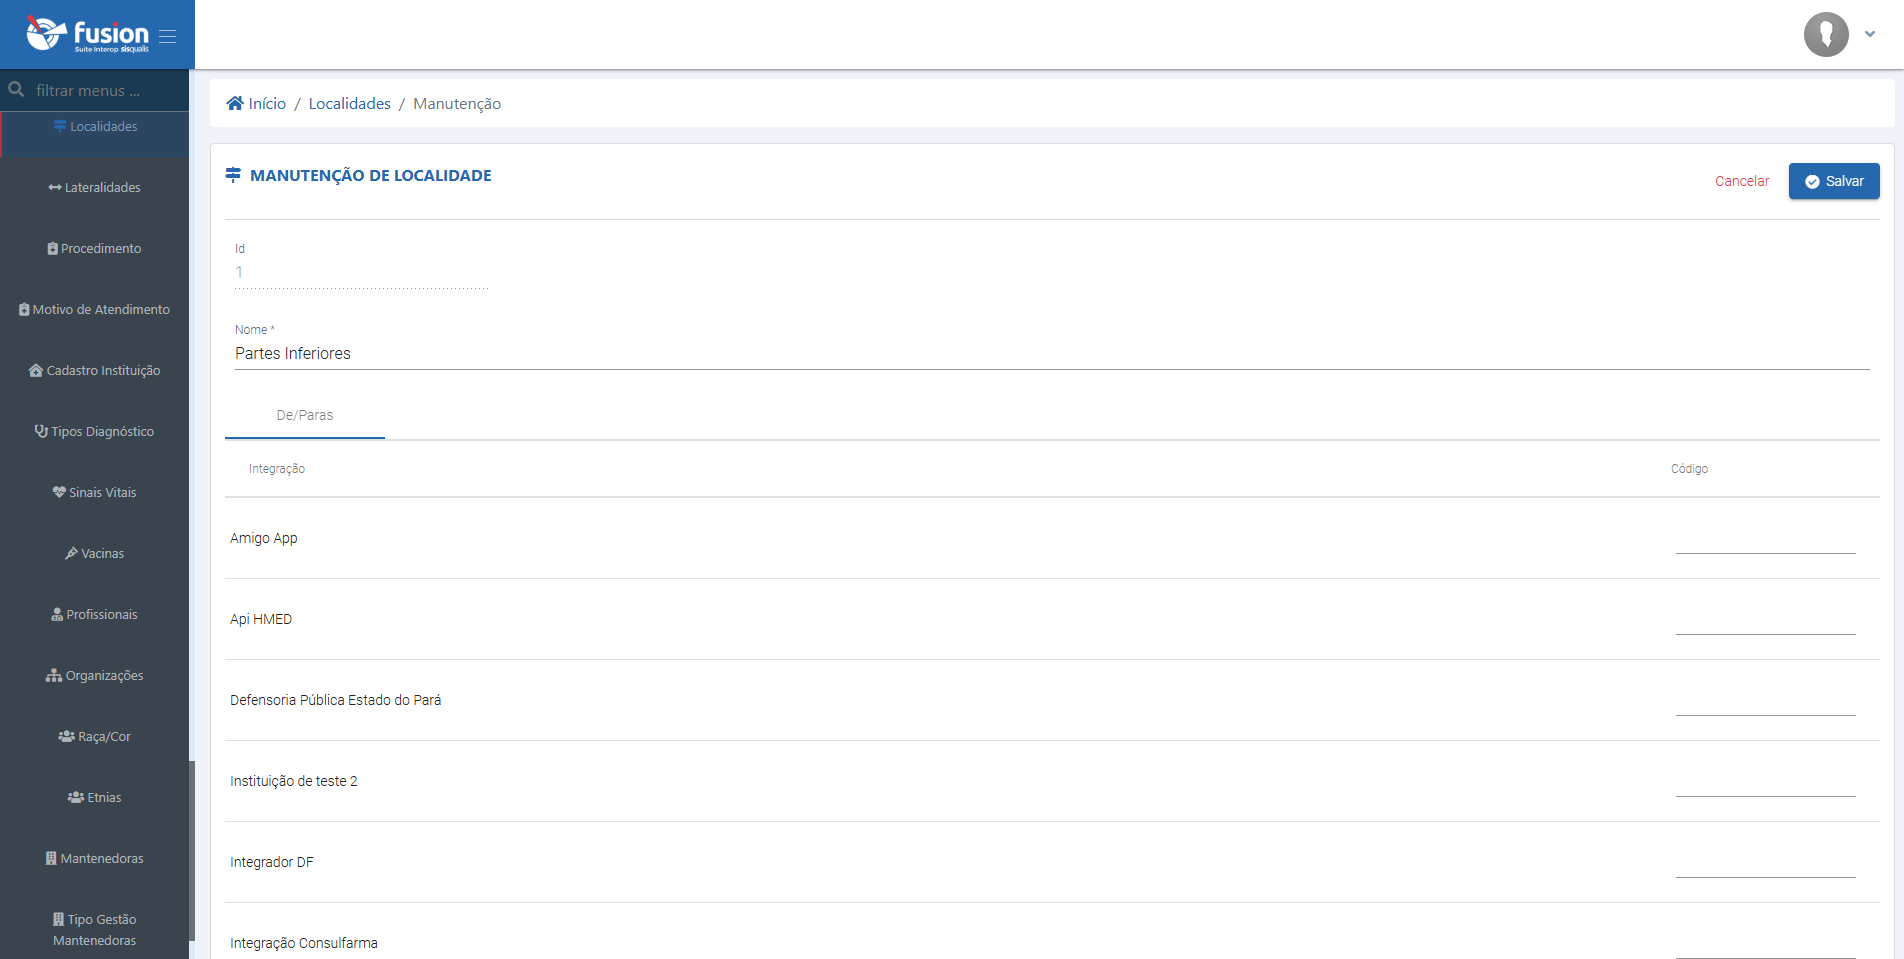 fusion
Suite Interop sisqualis
filtrar menus ...
Localidades
Lateralidades
Procedimento
Motivo de Atendimento
Cadastro Instituição
Tipos Diagnóstico
Sinais Vitais
Vacinas
Profissionais
Organizações
Raça/Cor
Etnias
Mantenedoras
Tipo Gestão
Mantenedoras
Início / Localidades / Manutenção
MANUTENÇÃO DE LOCALIDADE
Cancelar
Salvar
Id
1
Nome *
Partes Inferiores
De/Paras
Integração Código
Amigo App
Api HMED
Defensoria Pública Estado do Pará
Instituição de teste 2
Integrador DF
Integração Consulfarma